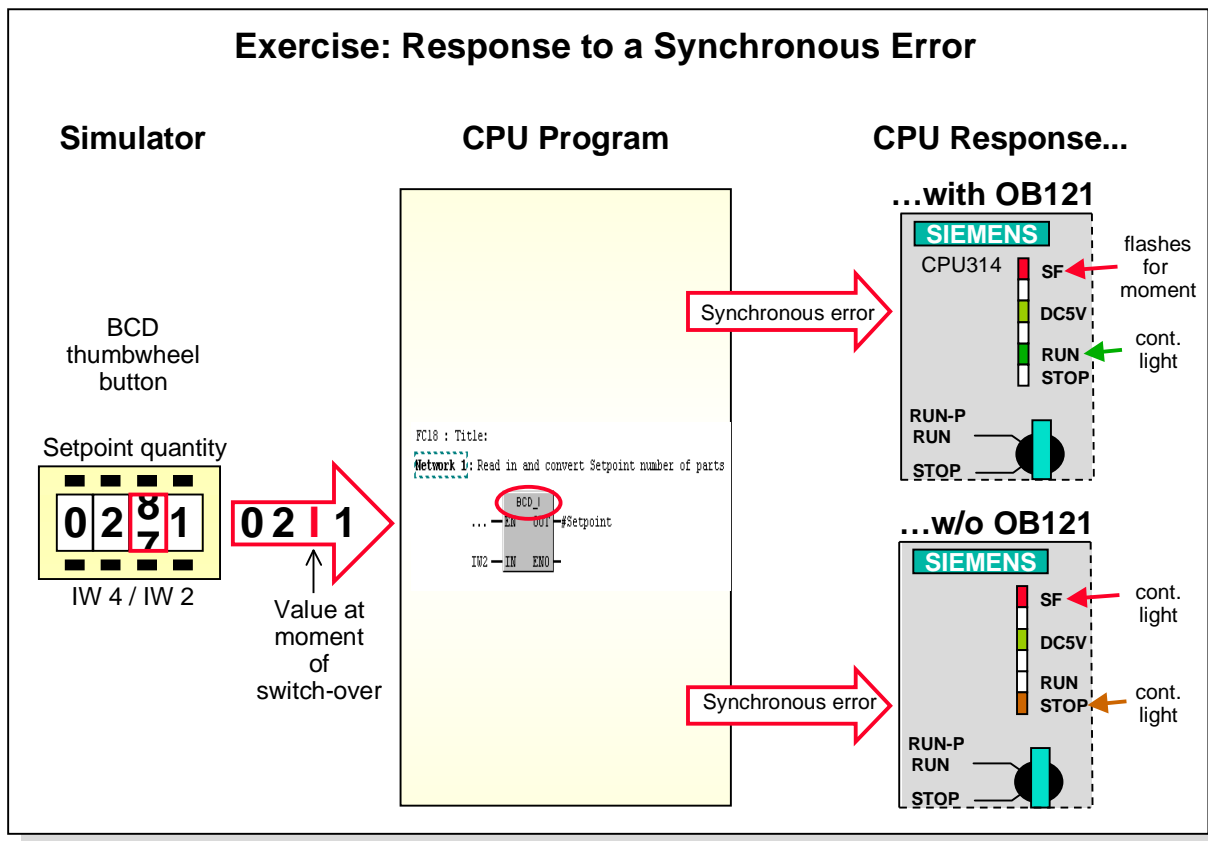 Exercise: Response to a Synchronous Error
Simulator
CPU Program
CPU Response...
BCD
thumbwheel
button
Setpoint quantity
0 2 8 1
7
IW 4 / IW 2
0 2 I 1
Value at
moment
of
switch-over
FC18 : Title:
Network 1: Read in and convert Setpoint number of parts
BCD_I
... EN OUT #Setpoint
IW2 IN ENO
Synchronous error
Synchronous error
...with OB121
SIEMENS
CPU314
SF
DC5V
RUN
STOP
flashes
for
moment
cont.
light
RUN-P
RUN
STOP
...w/o OB121
SIEMENS
SF
DC5V
RUN
STOP
cont.
light
cont.
light
RUN-P
RUN
STOP